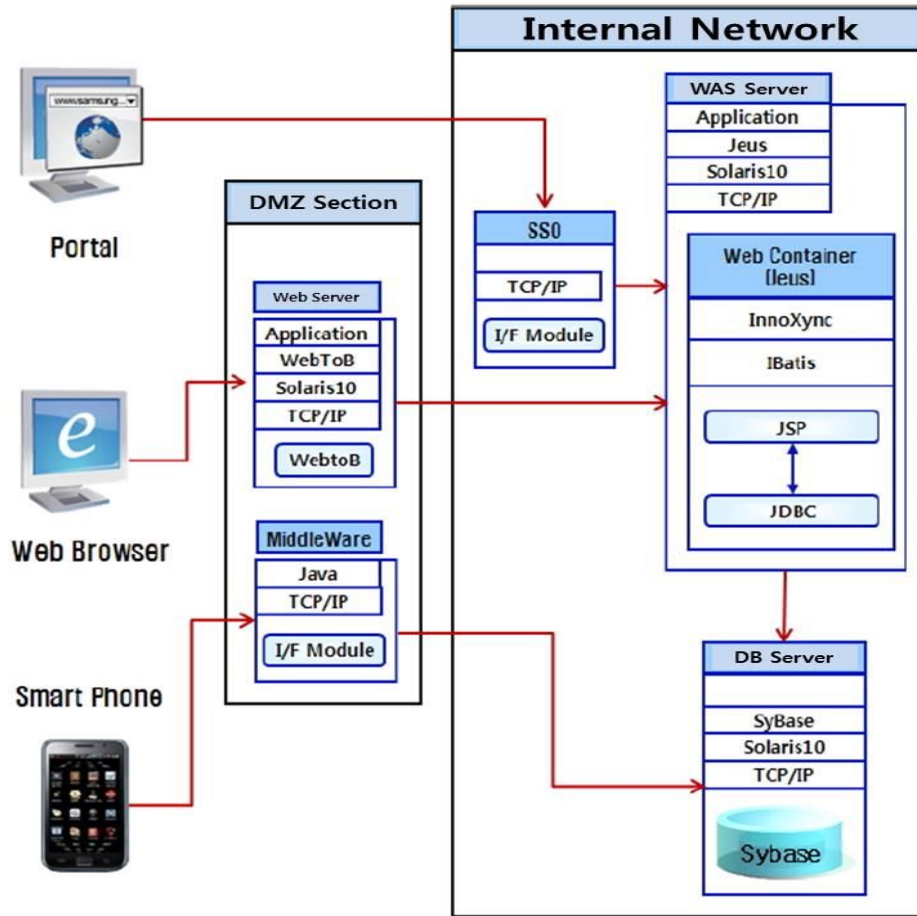 Internal Network
www.samsung...
Portal
DMZ Section
Web Server
Application
WebToB
Solaris10
TCP/IP
WebtoB
MiddleWare
Java
TCP/IP
I/F Module
Web Browser
Smart Phone
SSO
TCP/IP
I/F Module
WAS Server
Application
Jeus
Solaris10
TCP/IP
Web Container
(Jeus)
InnoXync
IBatis
JSP
JDBC
DB Server
SyBase
Solaris10
TCP/IP
Sybase